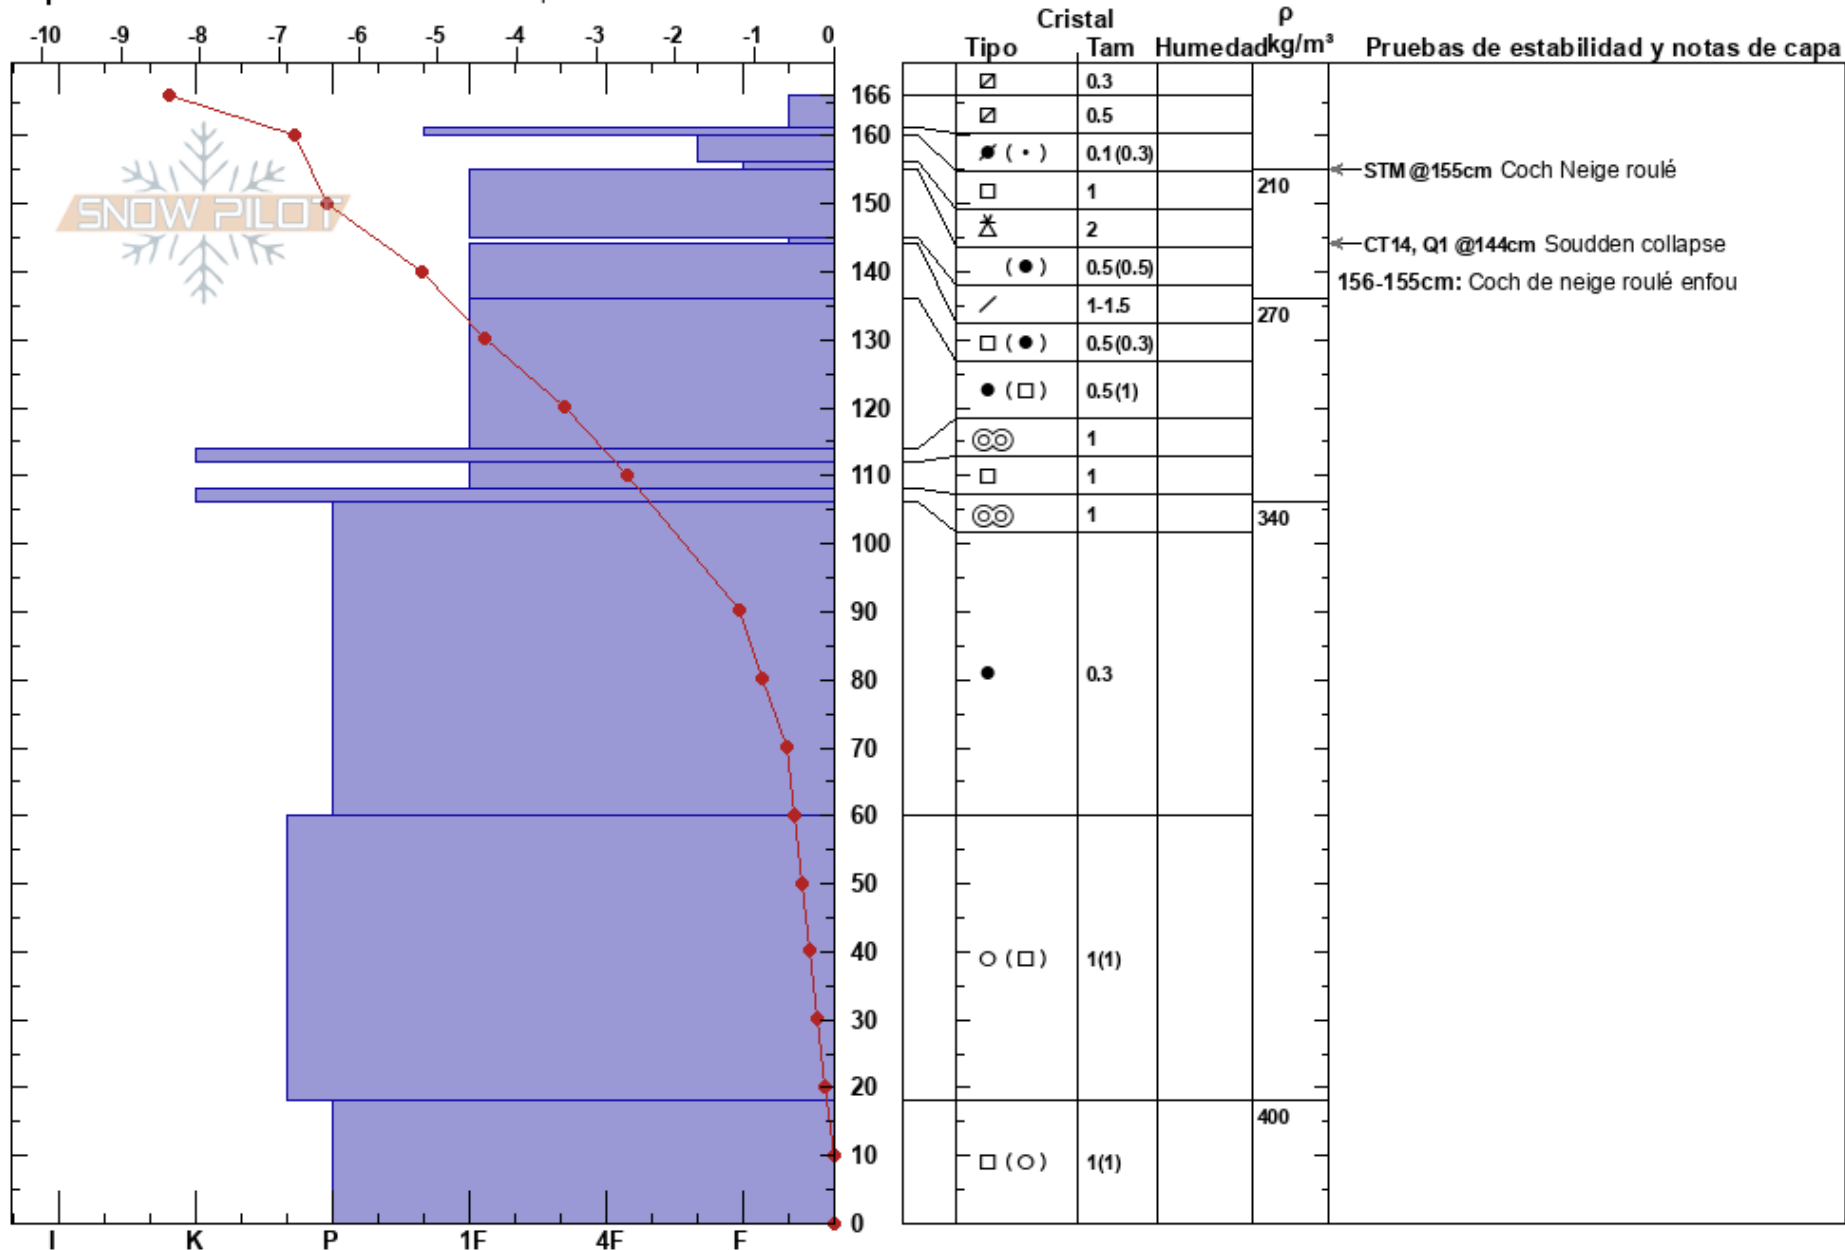 Cristal ρ
-10 -9 -8 -7 -6 -5 -4 -3 -2 -1 0 Tipo Tam Humedad kg/m³ Pruebas de estabilidad y notas de capa
166 0.3
0.5
160 ( ) 0.1(0.3)
STM @155cm Coch Neige roulé
210
1
SNOW PILOT
150
2
CT14, Q1 @144cm Soudden collapse
140 ( ) 0.5(0.5)
156-155cm: Coch de neige roulé enfou
1-1.5
270
130 ( ) 0.5(0.3)
( ) 0.5(1)
120
1
110 1
1 340
100
90
80 0.3
70
60
50
40 ( ) 1(1)
30
20
400
10 ( ) 1(1)
0
I K P 1F 4F F